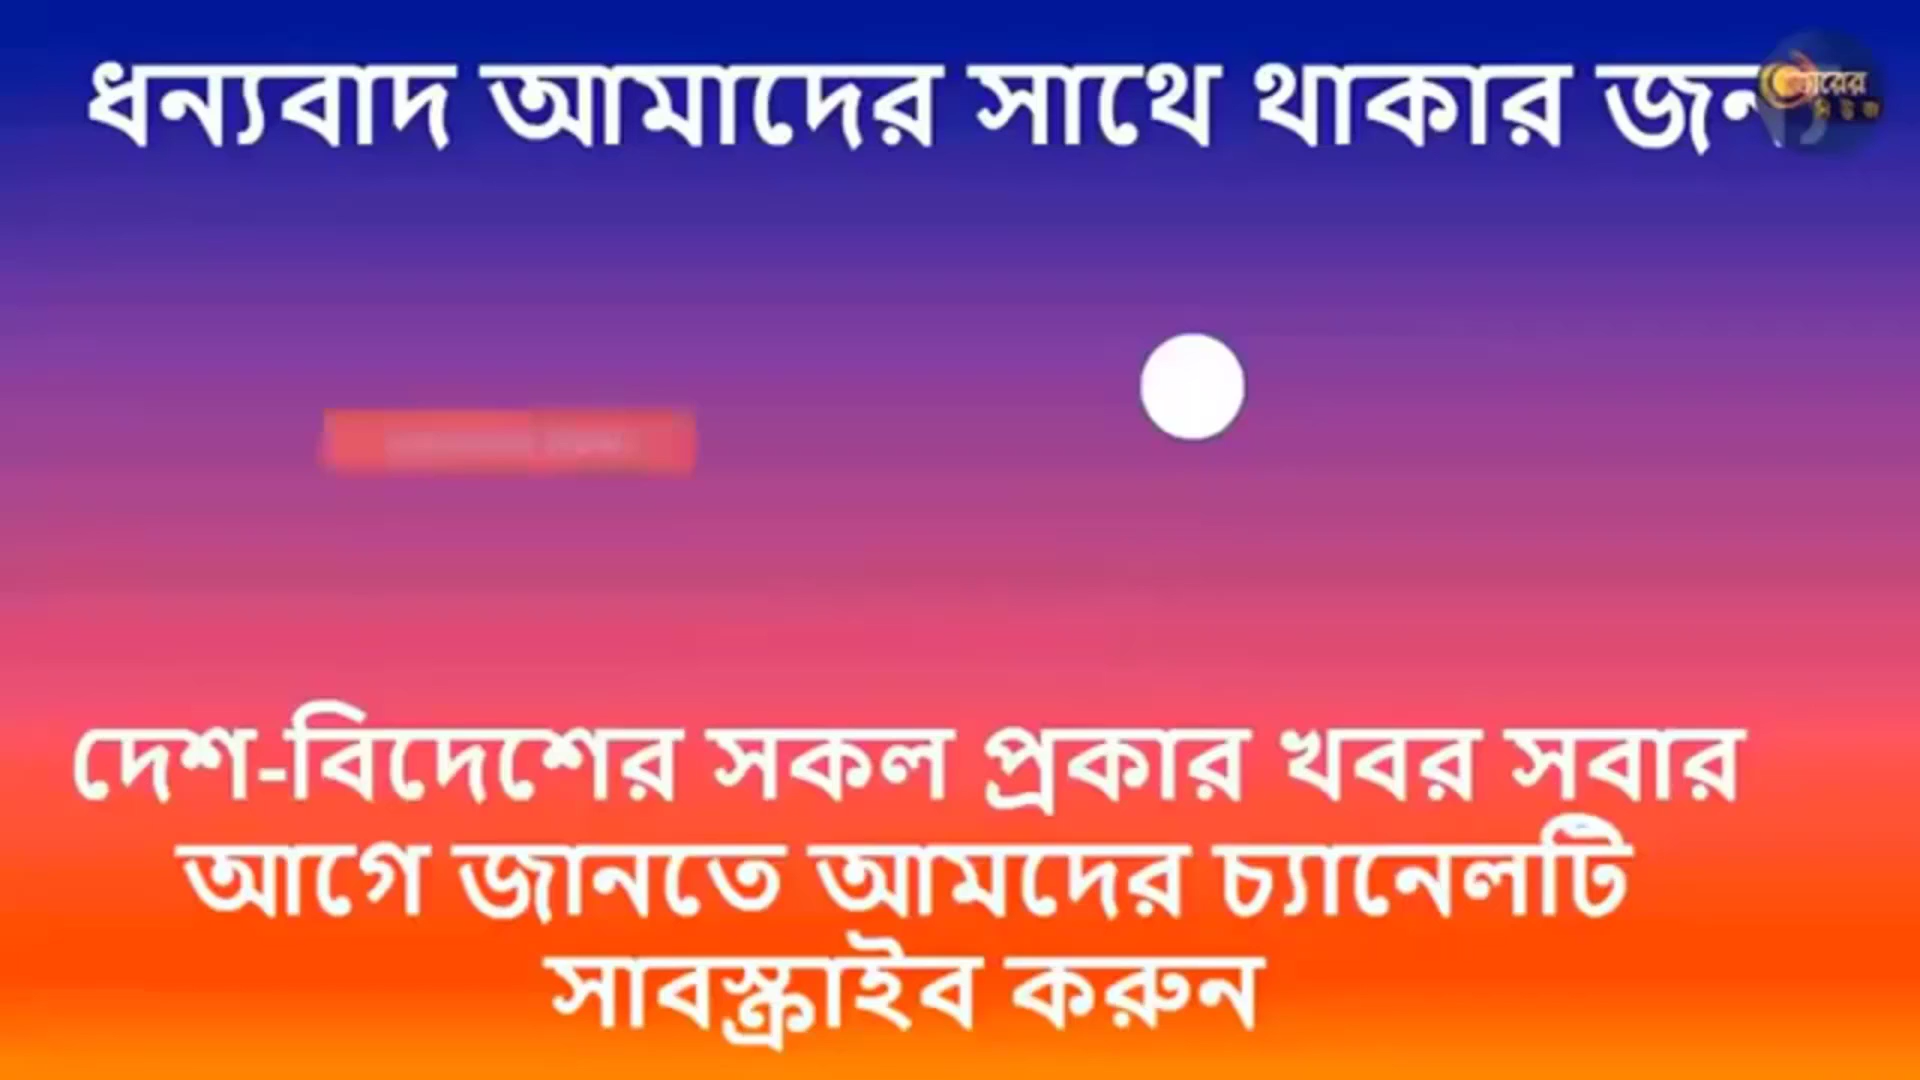 ধন্যবাদ আমাদের সাথে থাকার
দেশ-বিদেশের সকল প্রকার খবর সবার
আগে জানতে আমদের চ্যানেলটি
সাবস্ক্রাইব করুন